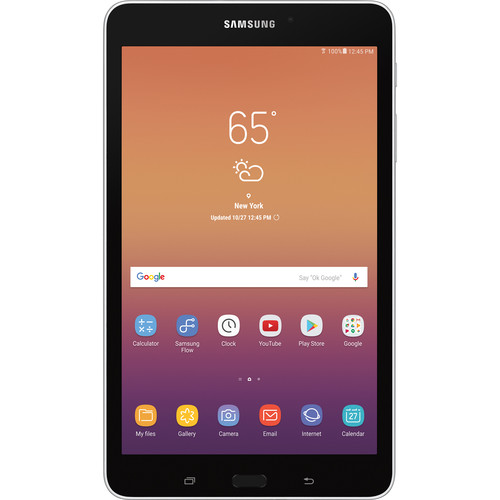 SAMSUNG
100% 12:45 PM
65°
New York
Updated 10/27 12:45 PM
Google Say "Ok Google"
Calculator Samsung Flow Clock YouTube Play Store Google
27
My files Gallery Camera Email Internet Calendar